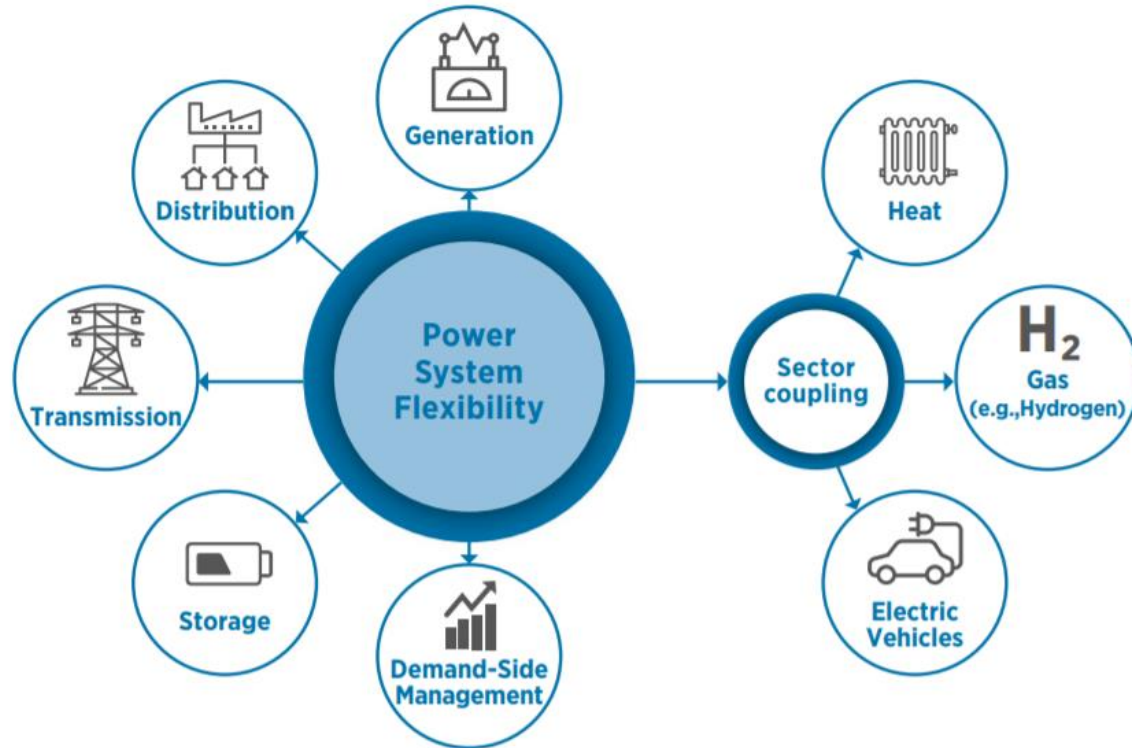 Generation
Distribution
Transmission
Storage
Demand-Side
Management
Power
System
Flexibility
Sector
coupling
Heat
H₂
Gas
(e.g.,Hydrogen)
Electric
Vehicles